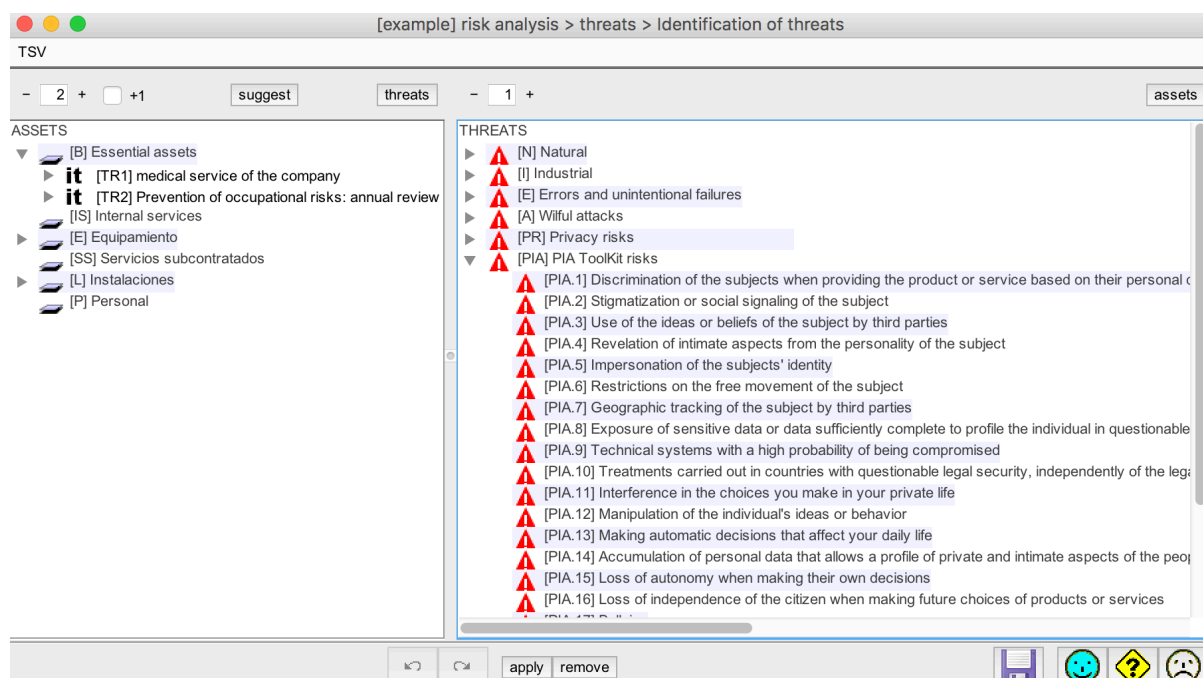 [example] risk analysis > threats > Identification of threats
TSV
− 2 + +1 suggest threats − 1 + assets
ASSETS
[B] Essential assets
it [TR1] medical service of the company
it [TR2] Prevention of occupational risks: annual review
[IS] Internal services
[E] Equipamiento
[SS] Servicios subcontratados
[L] Instalaciones
[P] Personal
THREATS
[N] Natural
[I] Industrial
[E] Errors and unintentional failures
[A] Wilful attacks
[PR] Privacy risks
[PIA] PIA ToolKit risks
[PIA.1] Discrimination of the subjects when providing the product or service based on their personal
[PIA.2] Stigmatization or social signaling of the subject
[PIA.3] Use of the ideas or beliefs of the subject by third parties
[PIA.4] Revelation of intimate aspects from the personality of the subject
[PIA.5] Impersonation of the subjects' identity
[PIA.6] Restrictions on the free movement of the subject
[PIA.7] Geographic tracking of the subject by third parties
[PIA.8] Exposure of sensitive data or data sufficiently complete to profile the individual in questionable
[PIA.9] Technical systems with a high probability of being compromised
[PIA.10] Treatments carried out in countries with questionable legal security, independently of the
[PIA.11] Interference in the choices you make in your private life
[PIA.12] Manipulation of the individual's ideas or behavior
[PIA.13] Making automatic decisions that affect your daily life
[PIA.14] Accumulation of personal data that allows a profile of private and intimate aspects of the
[PIA.15] Loss of autonomy when making their own decisions
[PIA.16] Loss of independence of the citizen when making future choices of products or services
apply remove